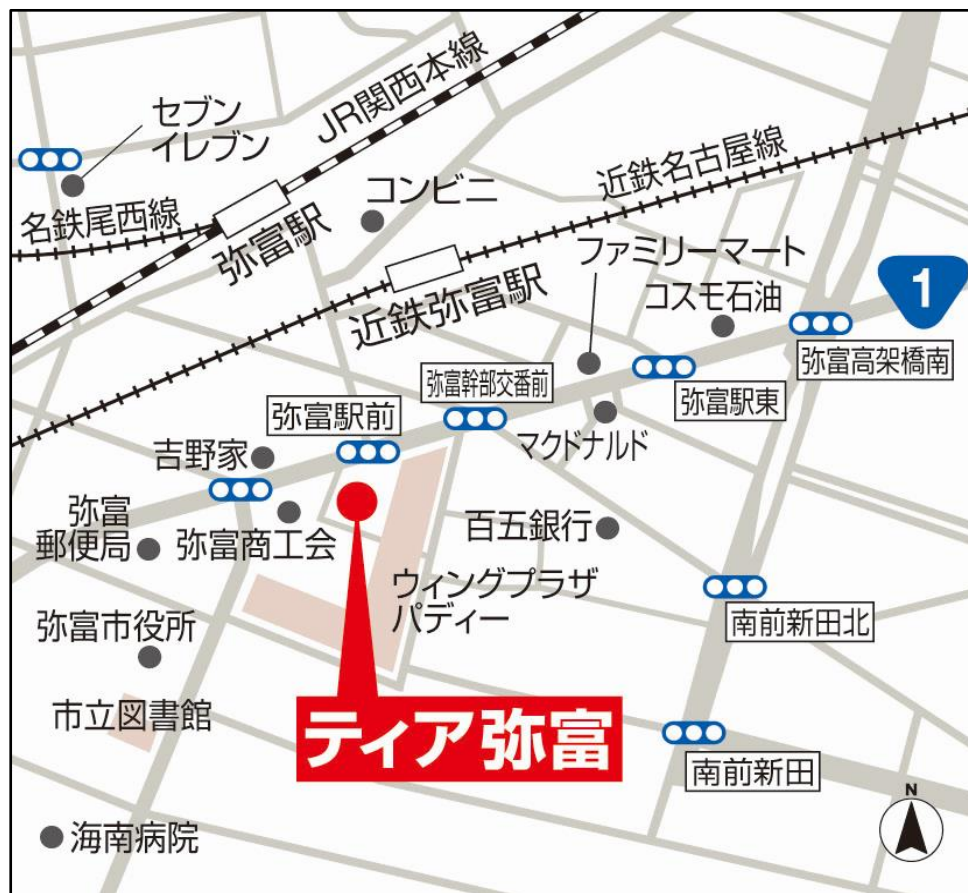 JR関西本線
セブン
イレブン
近鉄名古屋線
コンビニ
名鉄尾西線
弥富駅
ファミリーマート
近鉄弥富駅
コスモ石油
1
弥富高架橋南
弥富幹部交番前
弥富駅東
弥富駅前
マクドナルド
吉野家
弥富
郵便局
弥富商工会
百五銀行
ウィングプラザ
パディー
弥富市役所
南前新田北
市立図書館
ティア弥富
南前新田
N
海南病院